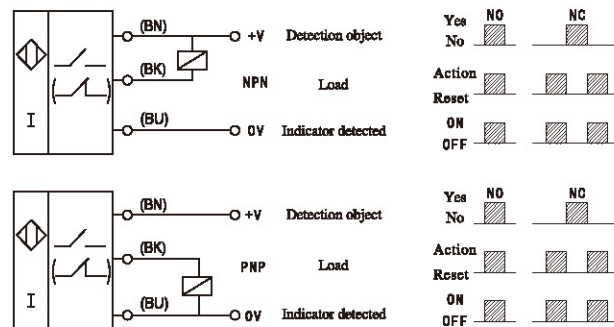 (BN) +V Detection object Yes No NO NC
(BK) NPN Load Action Reset
I (BU) 0V Indicator detected ON OFF
(BN) +V Detection object Yes No NO NC
(BK) PNP Load Action Reset
I (BU) 0V Indicator detected ON OFF